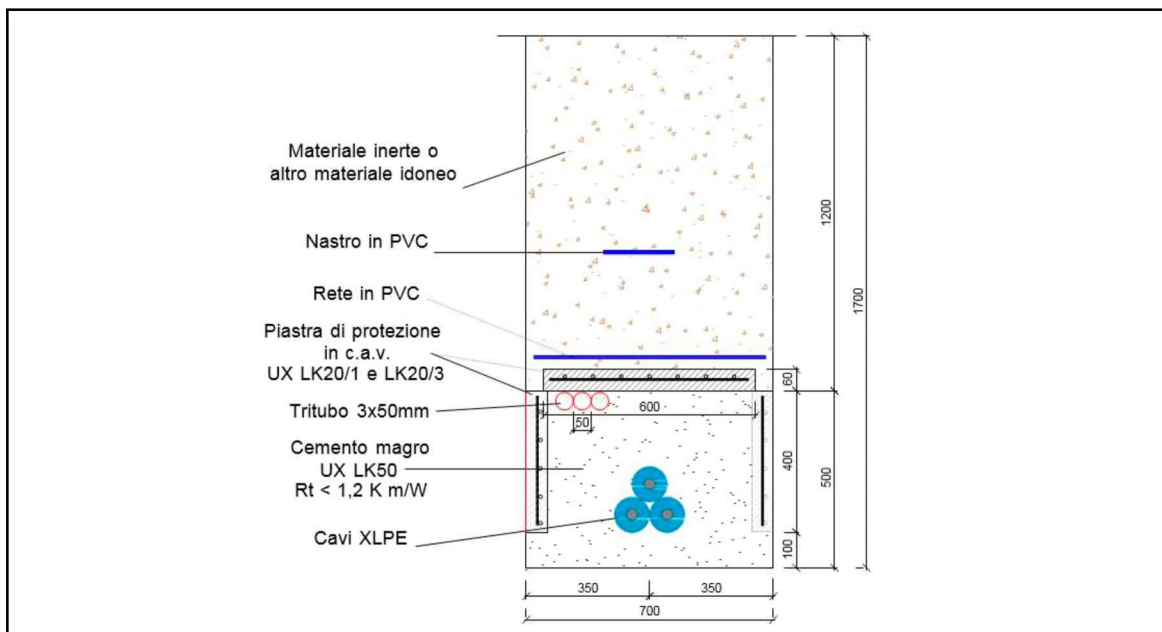 Materiale inerte o
altro materiale idoneo
Nastro in PVC
Rete in PVC
Piastra di protezione
in c.a.v.
UX LK20/1 e LK20/3
Tritubo 3x50mm
Cemento magro
UX LK50
Rt < 1,2 K m/W
Cavi XLPE
1200
1700
60
600
50
400
500
100
350
350
700